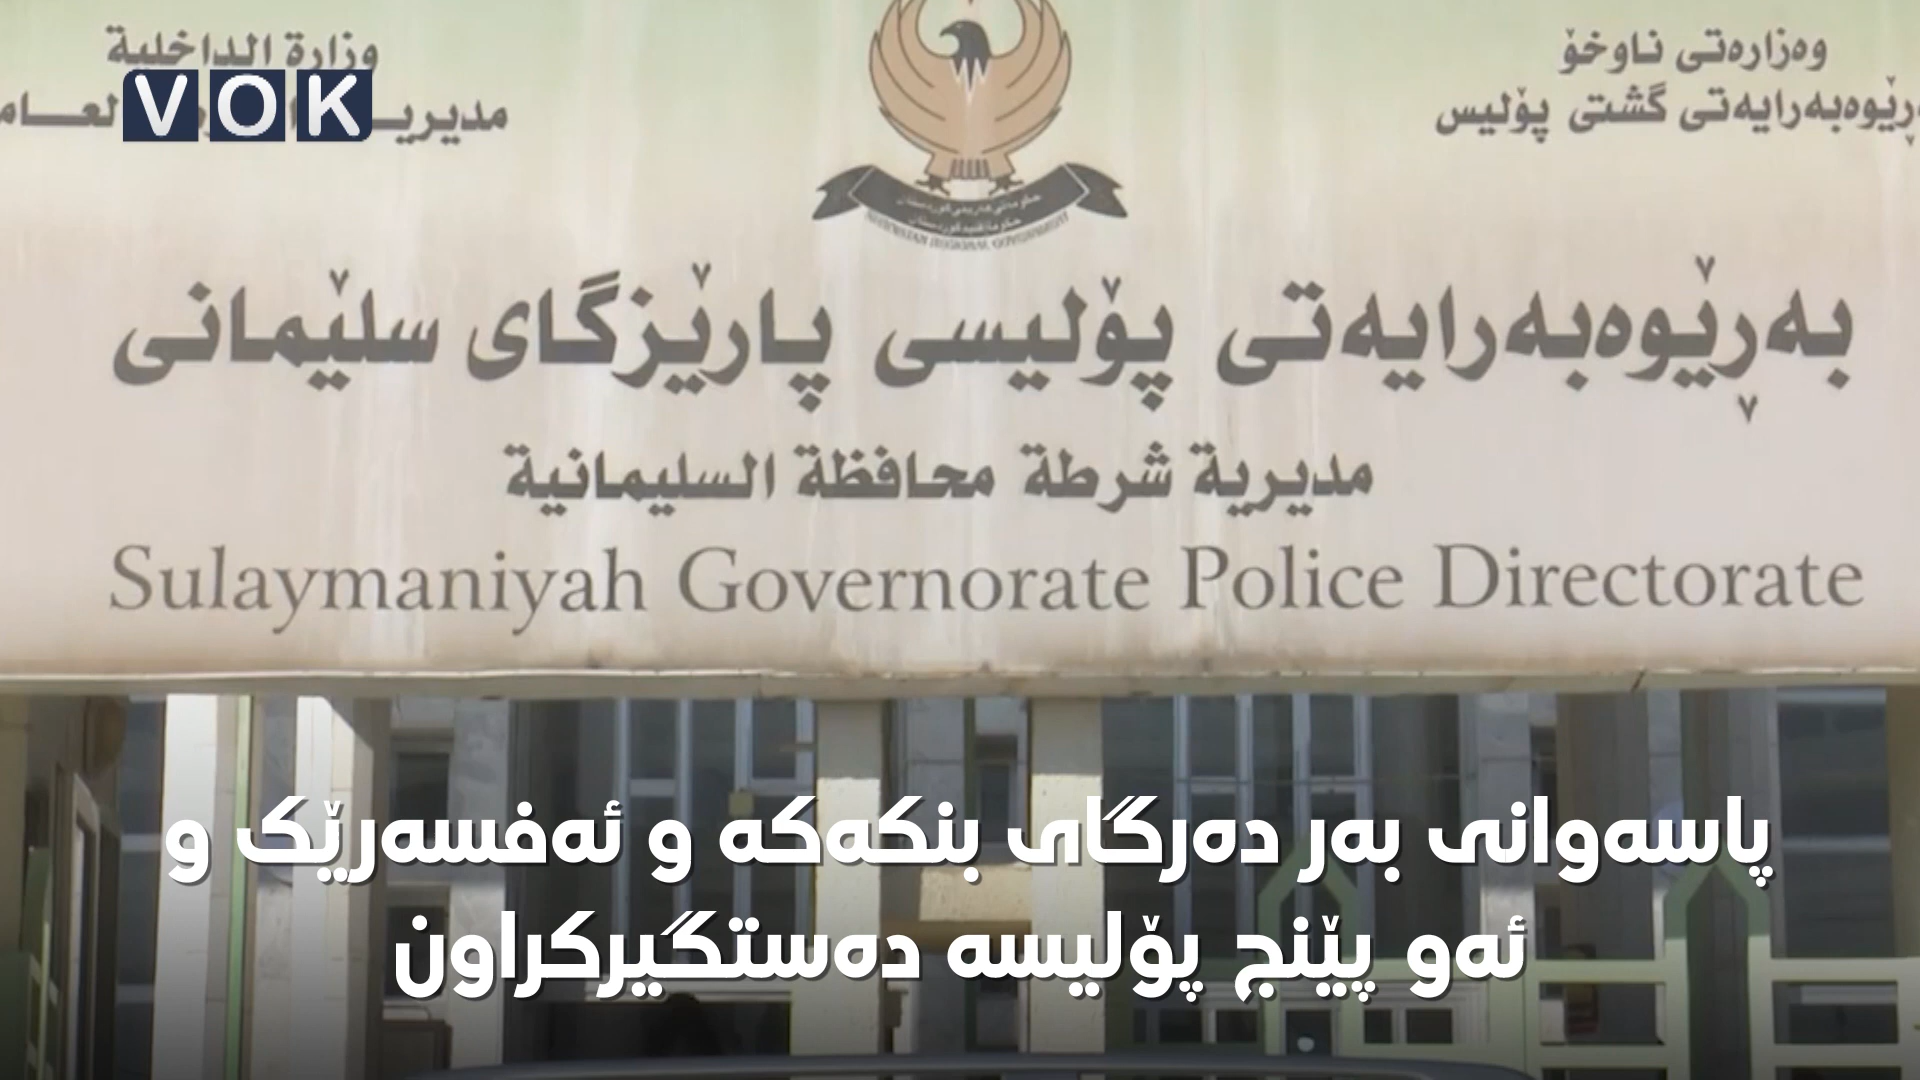 وەزارەتی ناوخۆ
وزارة الداخلية
گشتی پۆلیس
VOK
بەڕێوەبەرایەتی پۆلیسی پارێزگای سلێمانی
مديرية شرطة محافظة السليمانية
Sulaymaniyah Governorate Police Directorate
پاسەوانی بەر دەرگای بنکەکە و ئەفسەرێک و
ئەو پێنج پۆلیسە دەستگیرکراون